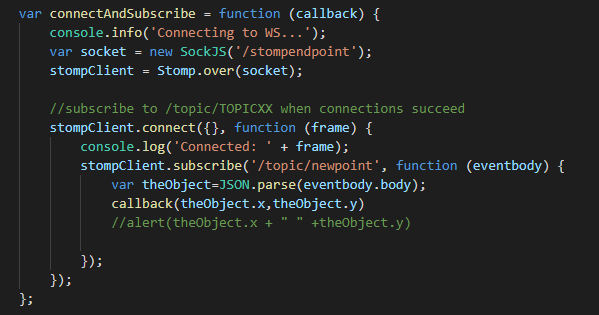 var connectAndSubscribe = function (callback) {
    console.info('Connecting to WS...');
    var socket = new SockJS('/stompendpoint');
    stompClient = Stomp.over(socket);

    //subscribe to /topic/TOPICXX when connections succeed
    stompClient.connect({}, function (frame) {
        console.log('Connected: ' + frame);
        stompClient.subscribe('/topic/newpoint', function (eventbody) {
            var theObject=JSON.parse(eventbody.body);
            callback(theObject.x,theObject.y)
            //alert(theObject.x + " " +theObject.y)

        });
    });
};